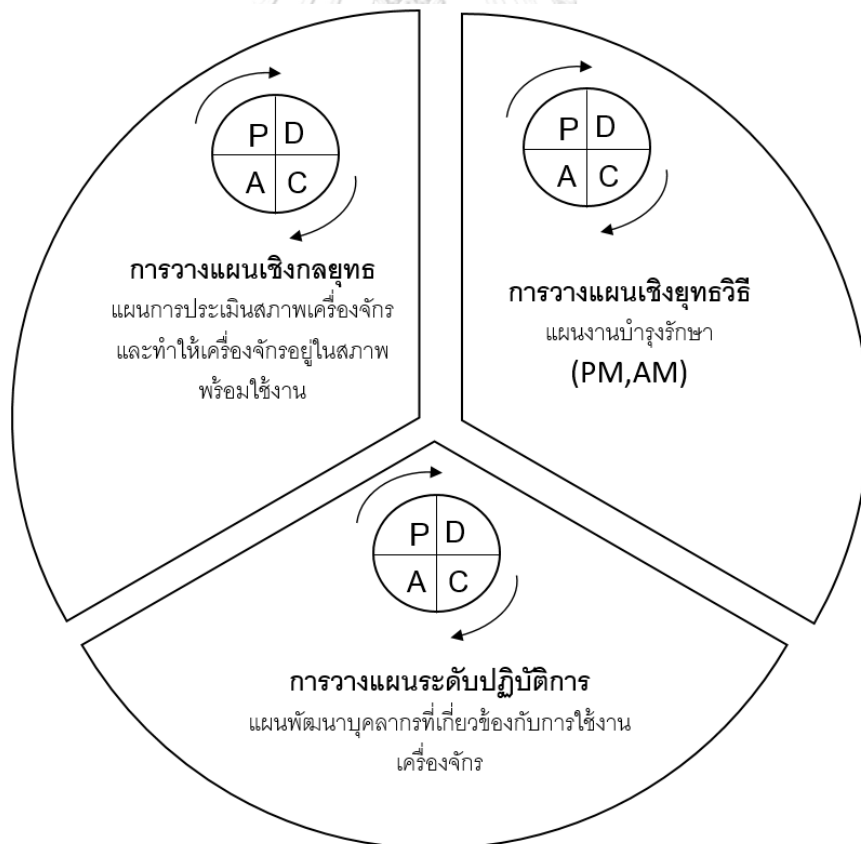 P D
A C
การวางแผนเชิงกลยุทธ
แผนการประเมินสภาพเครื่องจักร
และทำให้เครื่องจักรอยู่ในสภาพ
พร้อมใช้งาน
P D
A C
การวางแผนเชิงยุทธวิธี
แผนงานบำรุงรักษา
(PM,AM)
P D
A C
การวางแผนระดับปฏิบัติการ
แผนพัฒนาบุคลากรที่เกี่ยวข้องกับการใช้งาน
เครื่องจักร